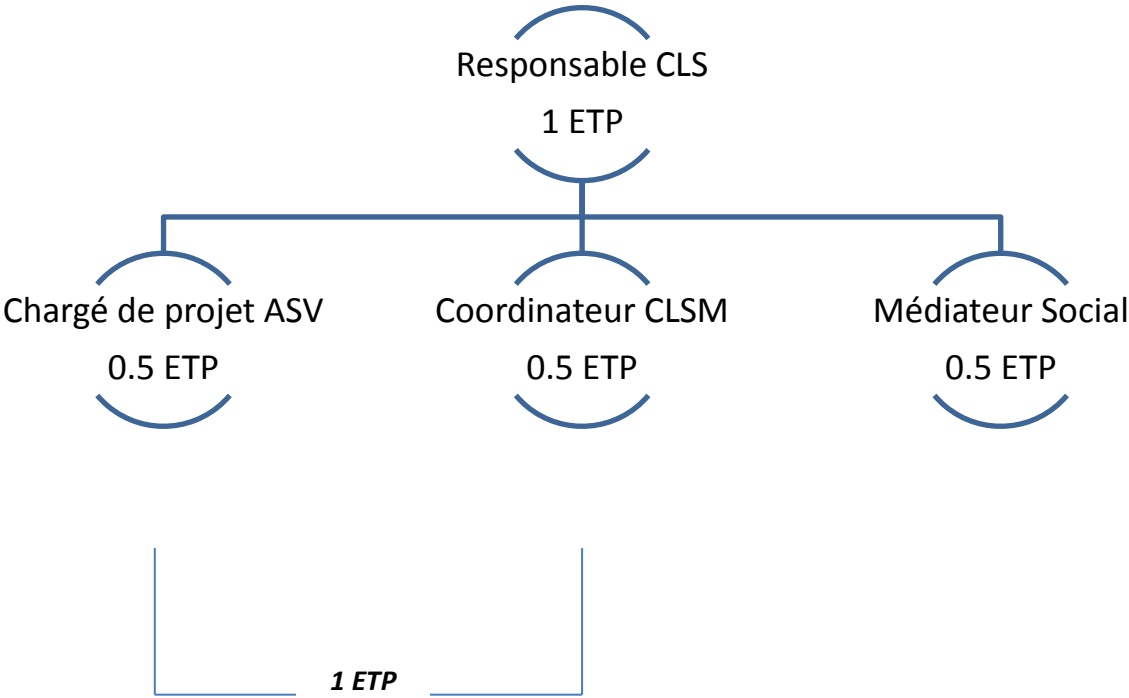 Responsable CLS
1 ETP
Chargé de projet ASV
0.5 ETP
Coordinateur CLSM
0.5 ETP
Médiateur Social
0.5 ETP
1 ETP